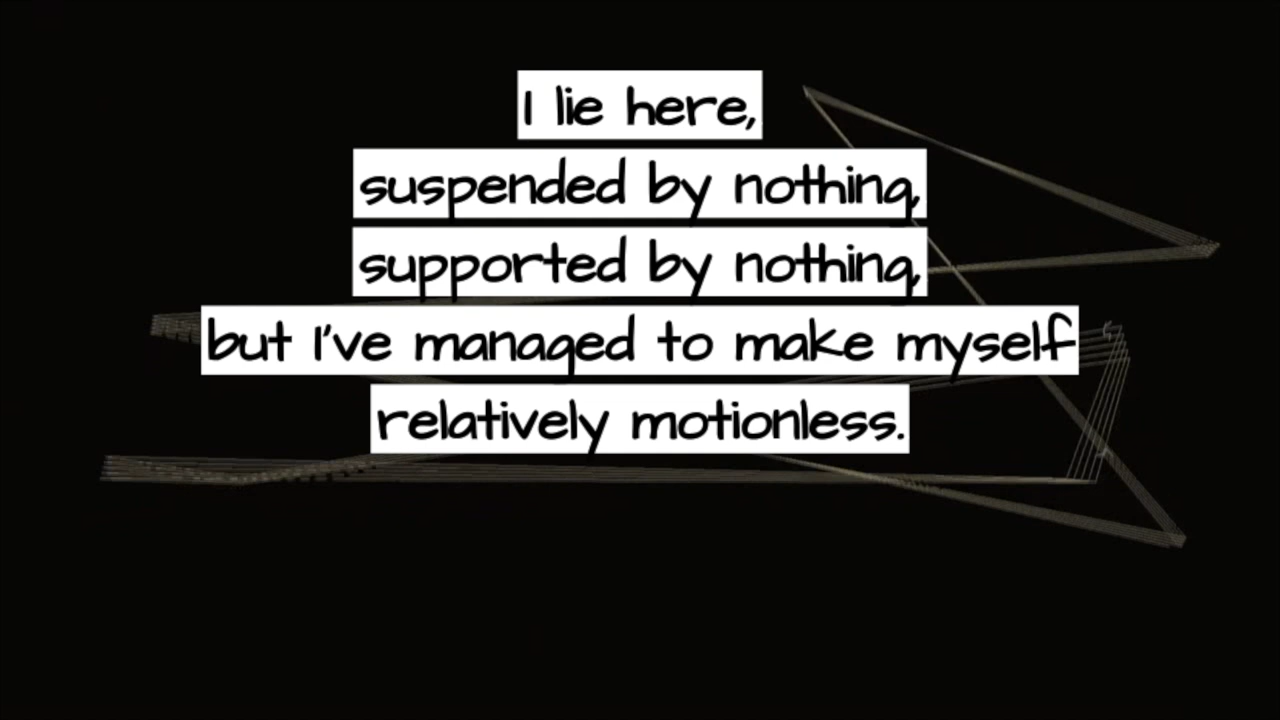 I lie here,
suspended by nothing,
supported by nothing,
but I've managed to make myself
relatively motionless.